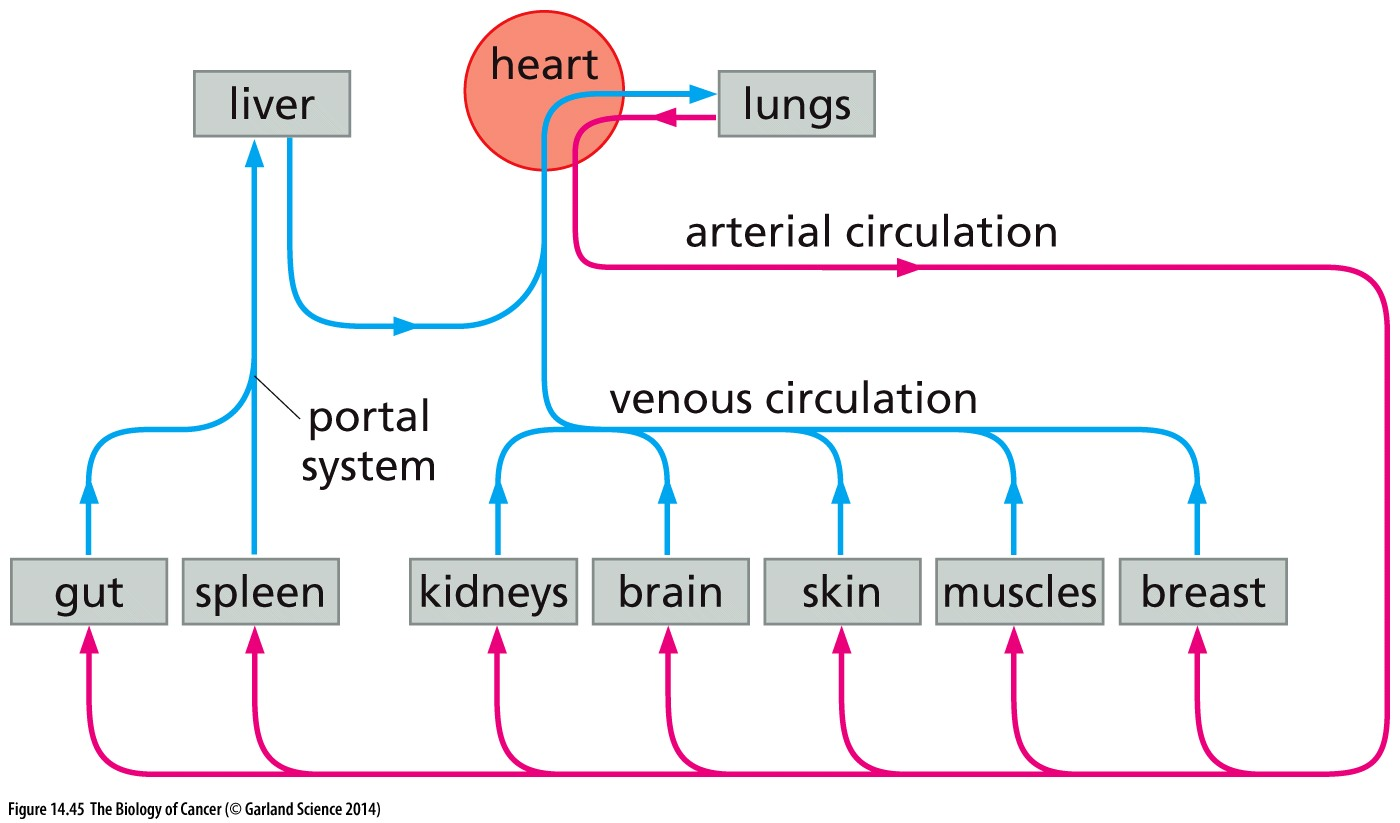 heart
liver
lungs
arterial circulation
venous circulation
portal
system
gut
spleen
kidneys
brain
skin
muscles
breast
Figure 14.45 The Biology of Cancer (© Garland Science 2014)